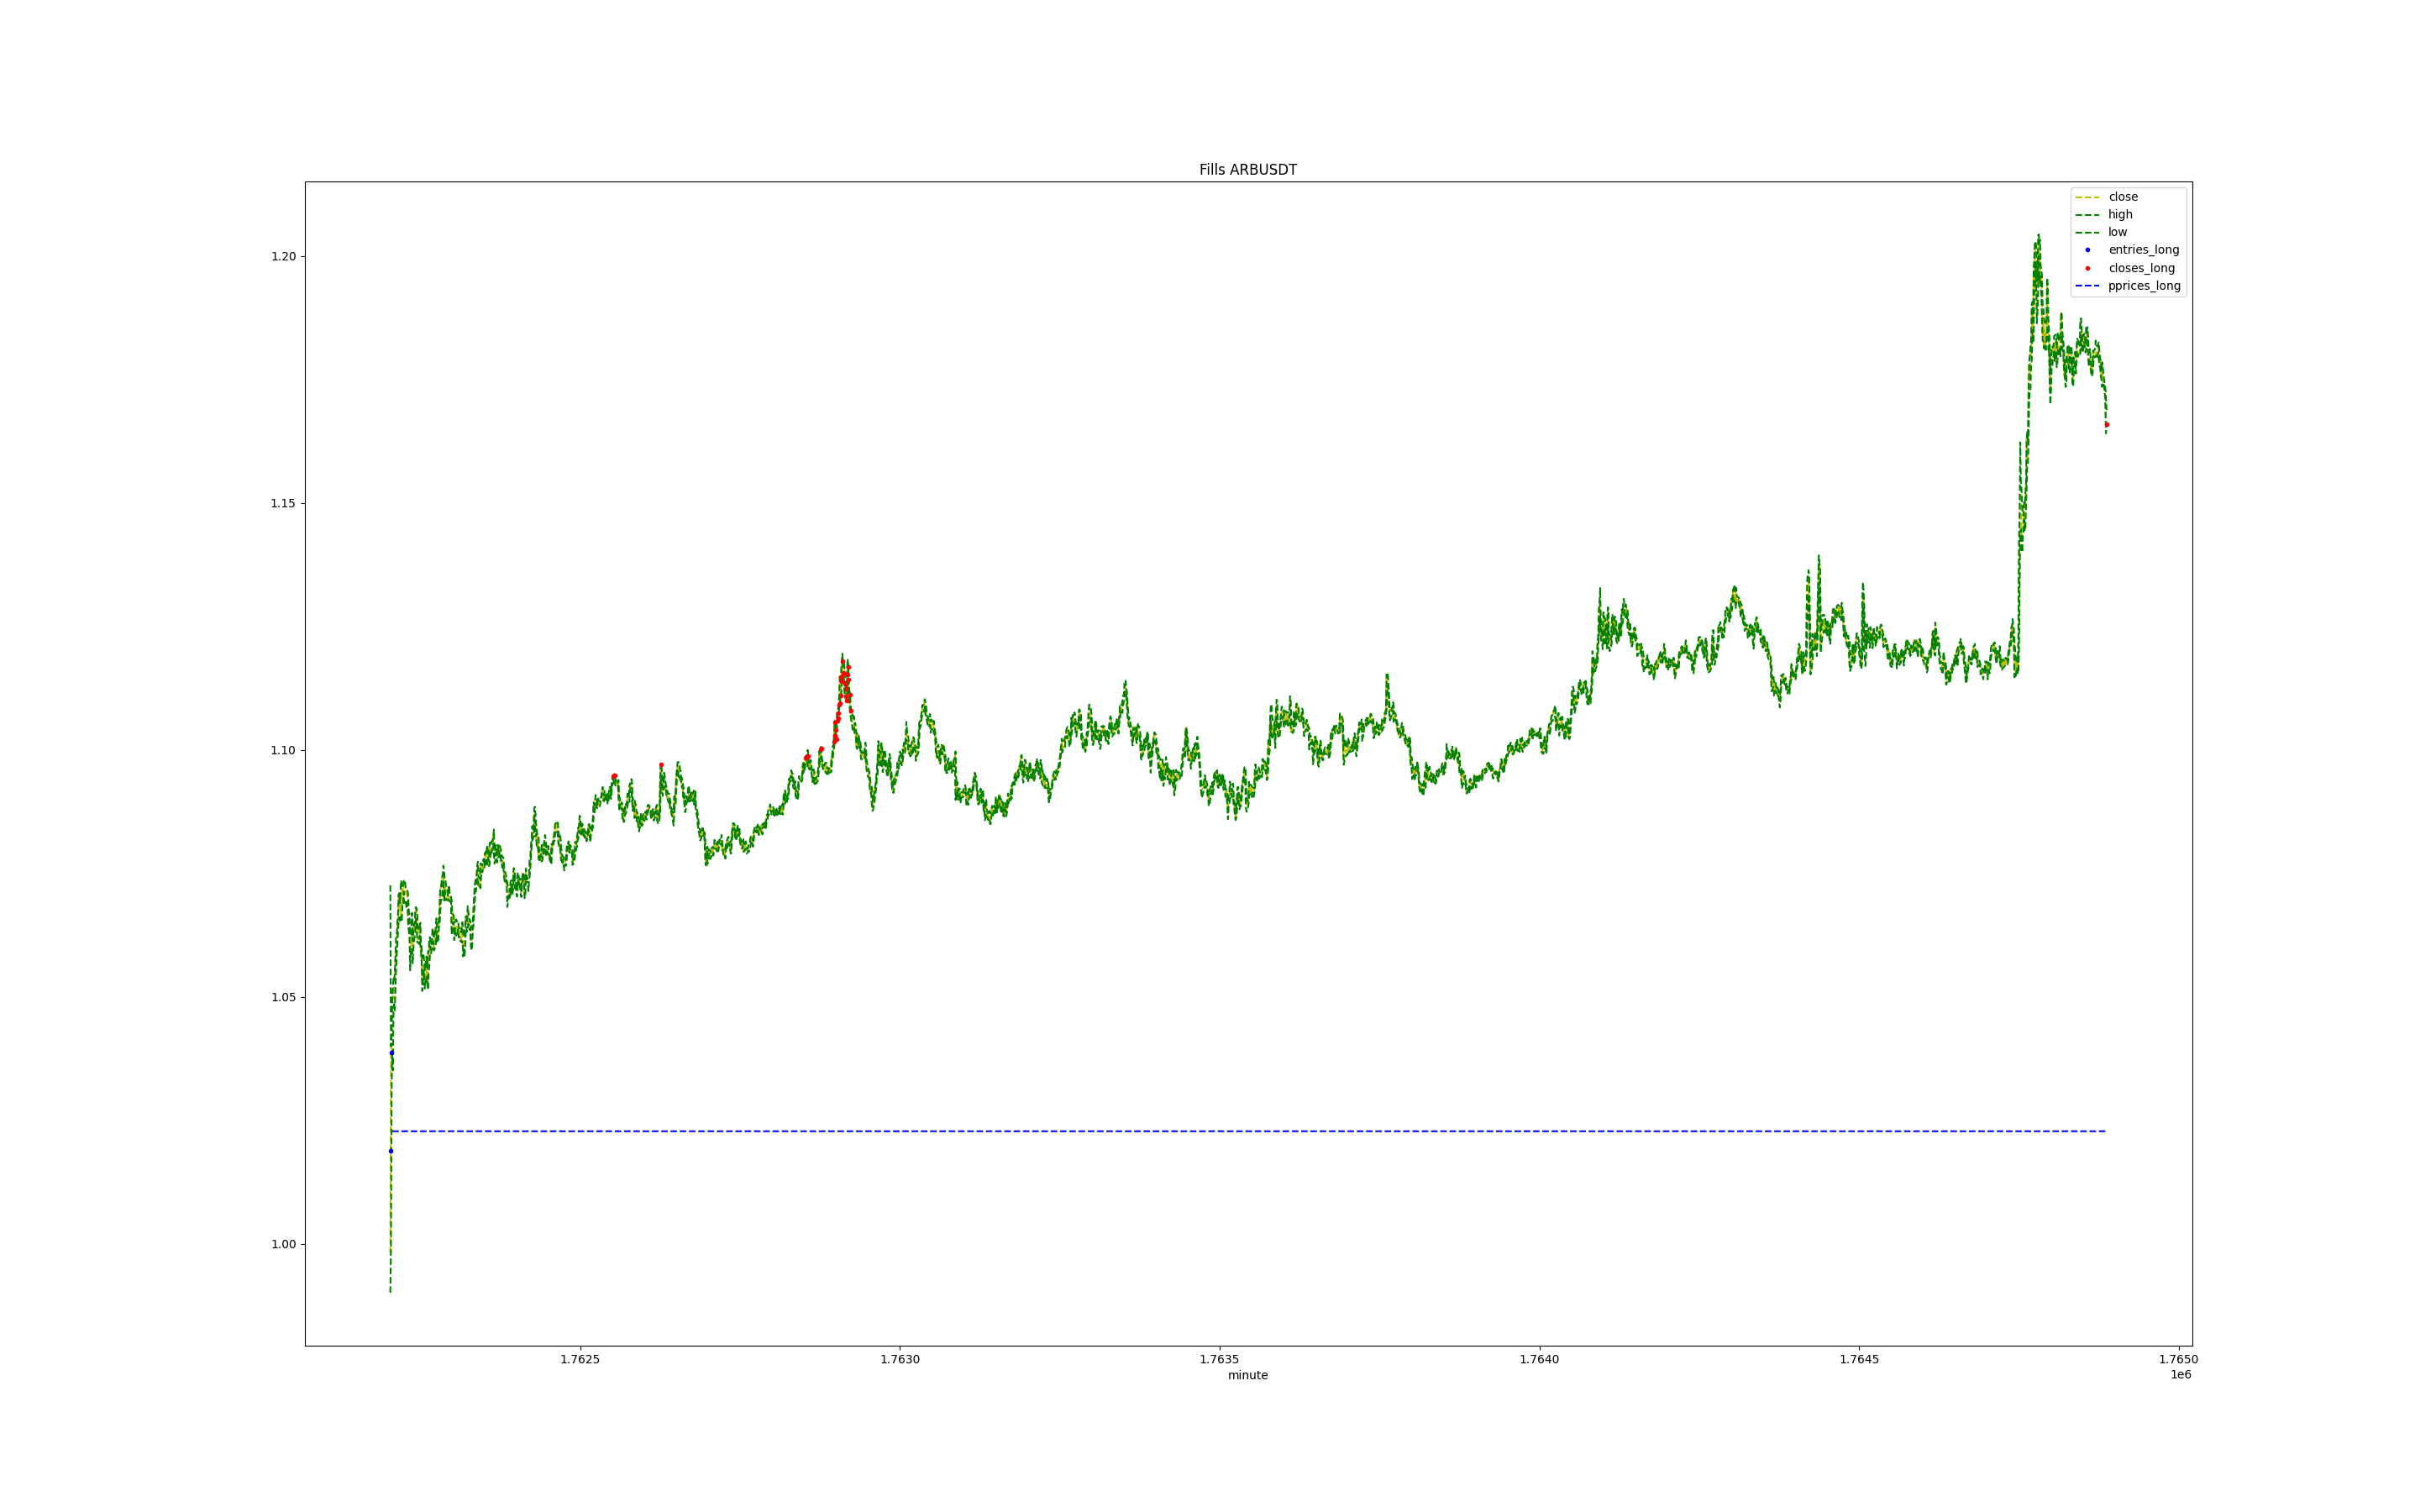 Fills ARBUSDT
close
high
low
entries_long
closes_long
pprices_long
1.20
1.15
1.10
1.05
1.00
1.7625
1.7630
1.7635
1.7640
1.7645
1.7650
minute
1e6